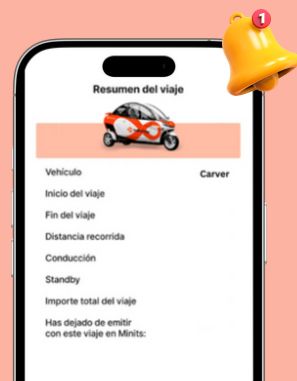 1
Resumen del viaje
Vehículo Carver
Inicio del viaje
Fin del viaje
Distancia recorrida
Conducción
Standby
Importe total del viaje
Has dejado de emitir
con este viaje en Minits: